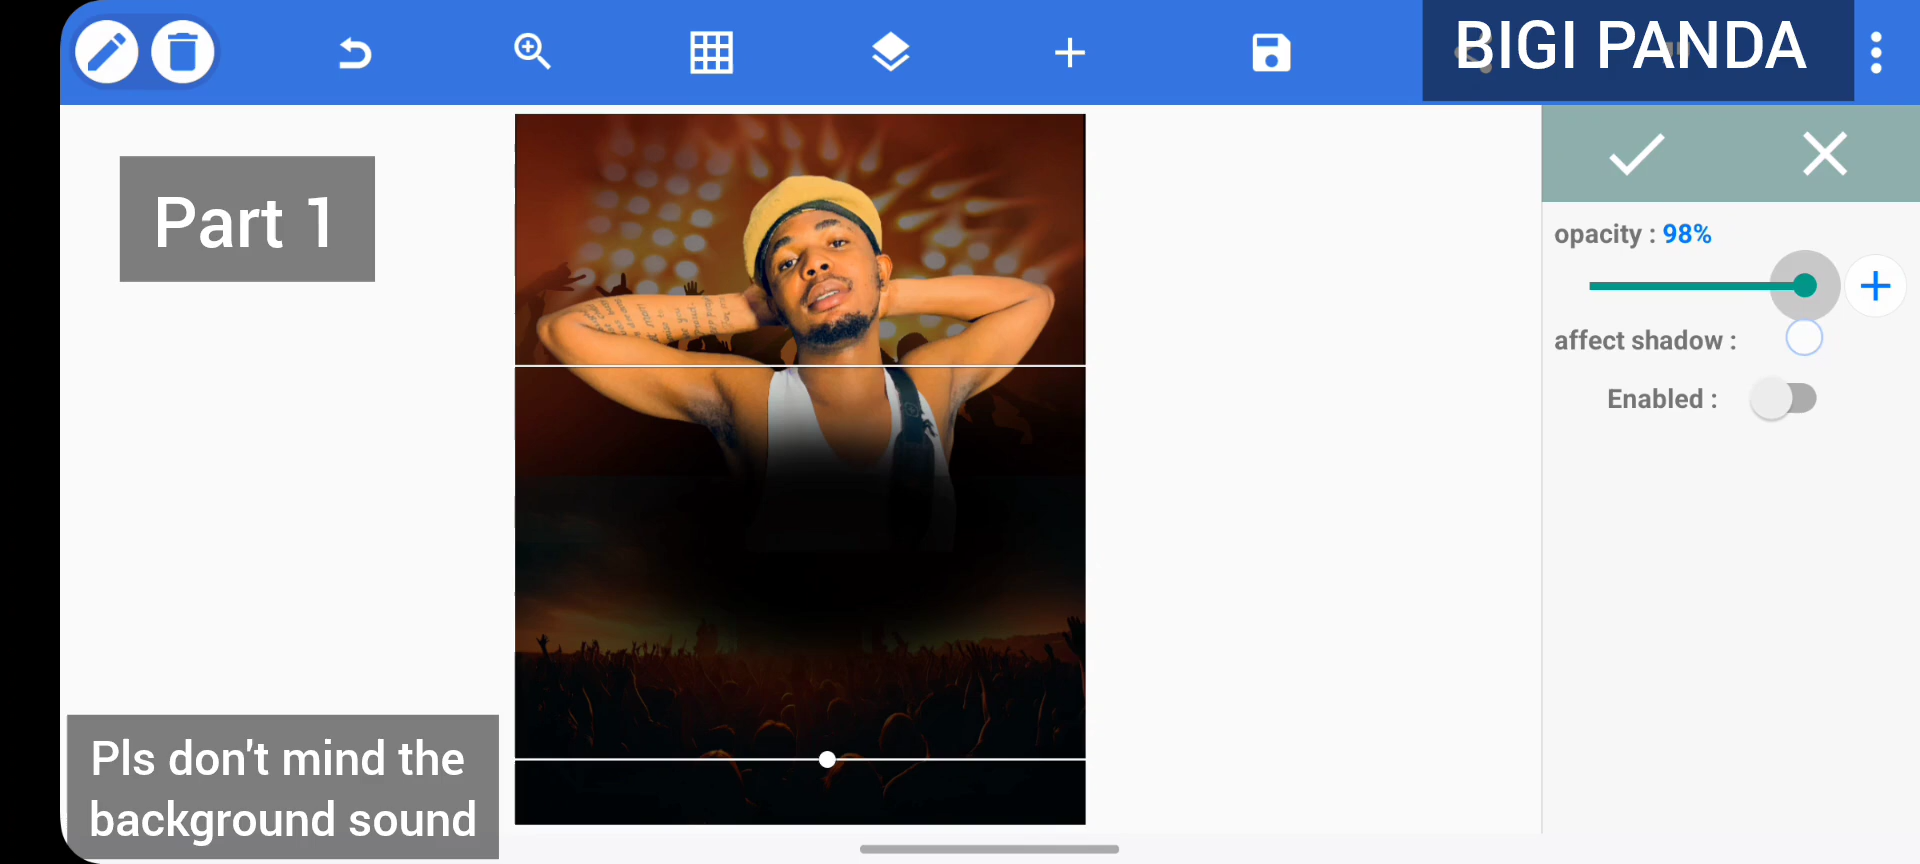 BIGI PANDA
Part 1
opacity : 98%
affect shadow :
Enabled :
Pls don't mind the
background sound